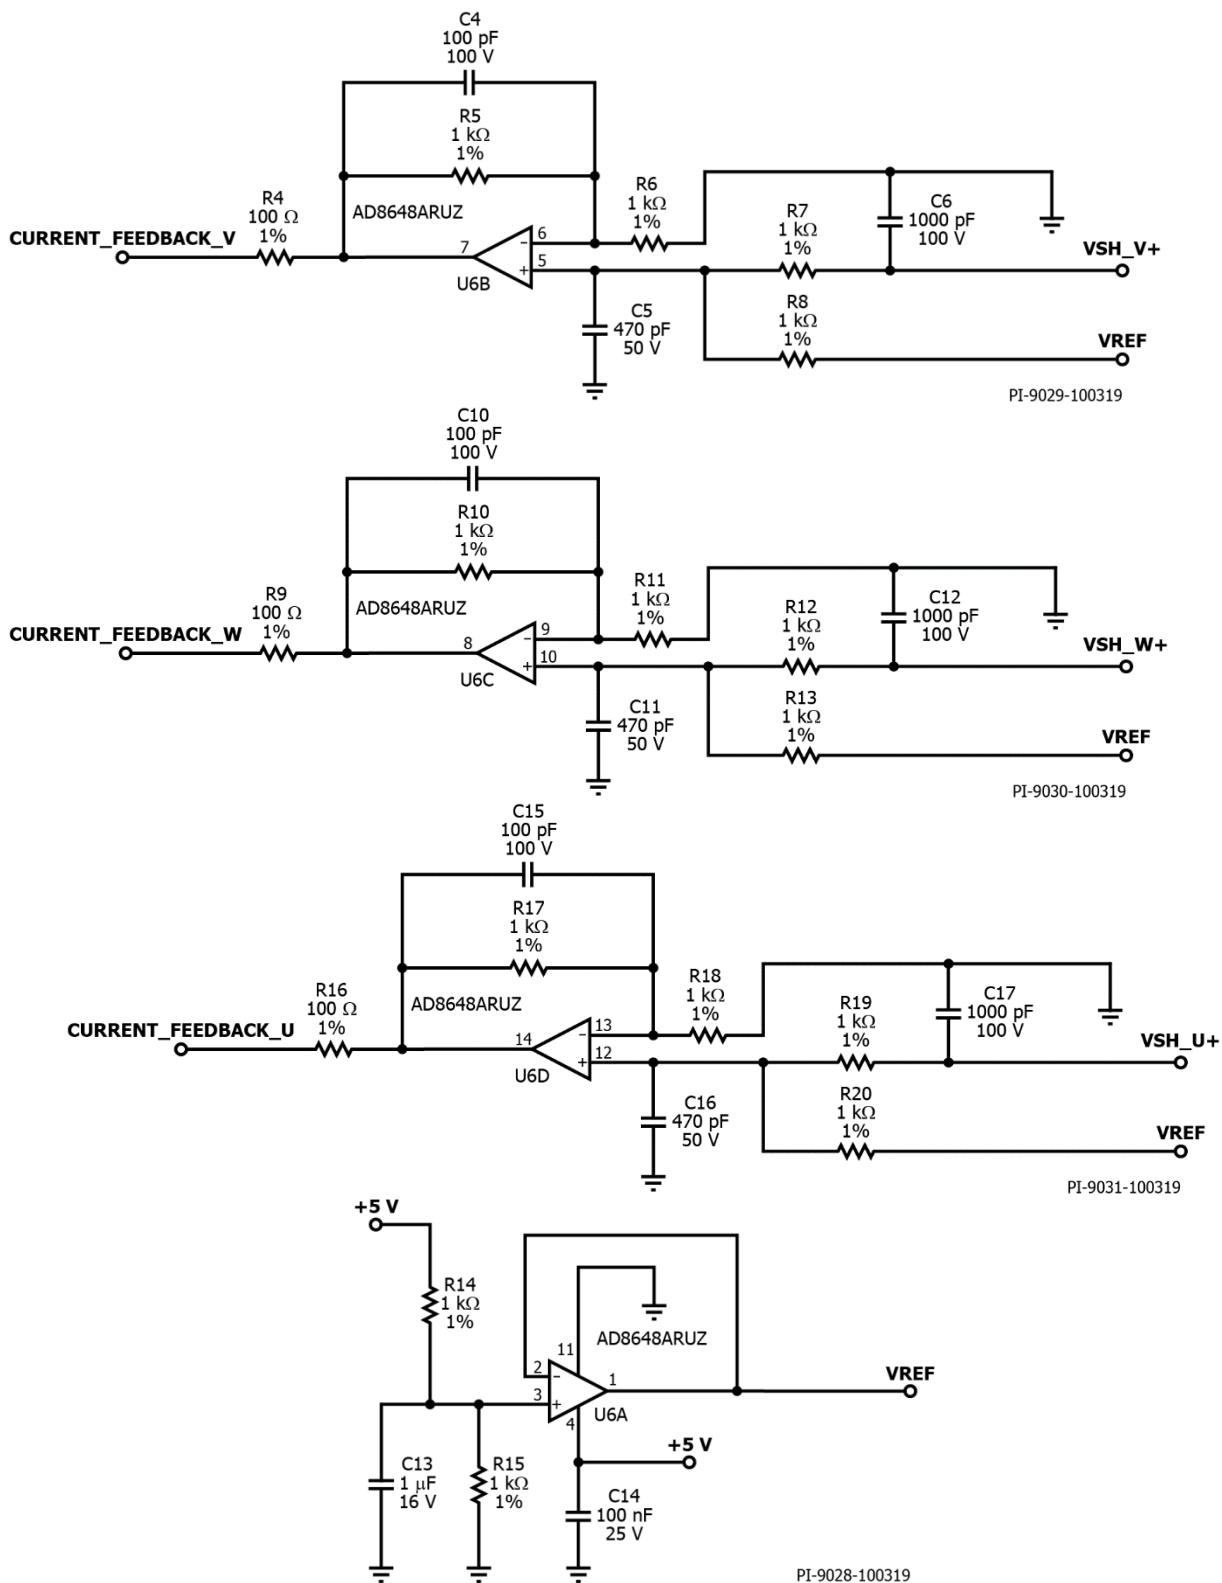 C4
100 pF
100 V
R5
1 kΩ
1%
R4
100 Ω
1%
AD8648ARUZ
R6
1 kΩ
1%
C6
1000 pF
100 V
R7
1 kΩ
1%
CURRENT_FEEDBACK_V
7
6
5
-
+
U6B
VSH_V+
C5
470 pF
50 V
R8
1 kΩ
1%
VREF
PI-9029-100319
C10
100 pF
100 V
R10
1 kΩ
1%
R9
100 Ω
1%
AD8648ARUZ
R11
1 kΩ
1%
C12
1000 pF
100 V
R12
1 kΩ
1%
CURRENT_FEEDBACK_W
8
9
10
-
+
U6C
VSH_W+
C11
470 pF
50 V
R13
1 kΩ
1%
VREF
PI-9030-100319
C15
100 pF
100 V
R17
1 kΩ
1%
R16
100 Ω
1%
AD8648ARUZ
R18
1 kΩ
1%
C17
1000 pF
100 V
R19
1 kΩ
1%
CURRENT_FEEDBACK_U
14
13
12
-
+
U6D
VSH_U+
C16
470 pF
50 V
R20
1 kΩ
1%
VREF
PI-9031-100319
+5 V
R14
1 kΩ
1%
AD8648ARUZ
11
2
3
-
+
1
4
U6A
VREF
+5 V
C13
1 µF
16 V
R15
1 kΩ
1%
C14
100 nF
25 V
PI-9028-100319